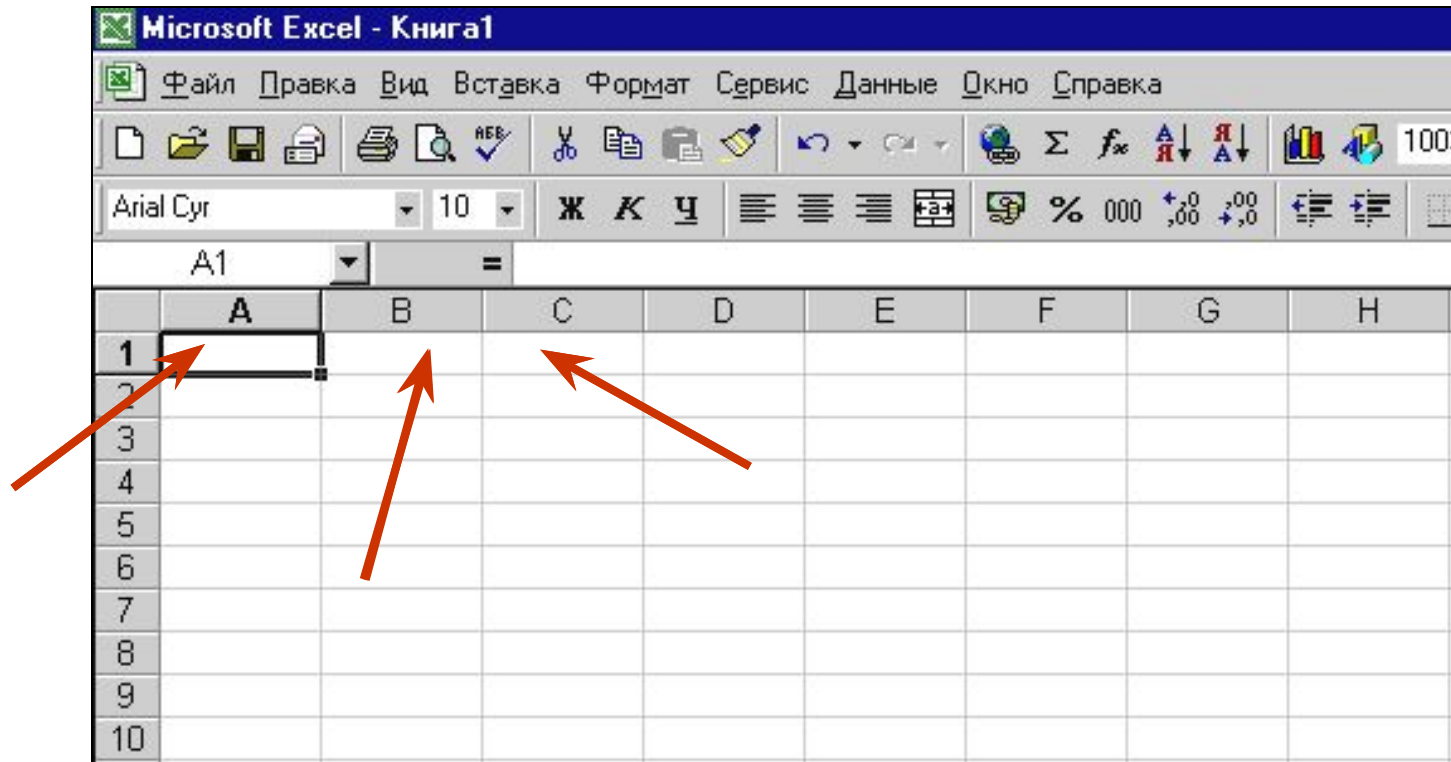 Microsoft Excel - Книга1
Файл Правка Вид Вставка Формат Сервис Данные Окно Справка
Arial Cyr 10 Ж К Ч % 000
A1 =
A B C D E F G H
1
2
3
4
5
6
7
8
9
10